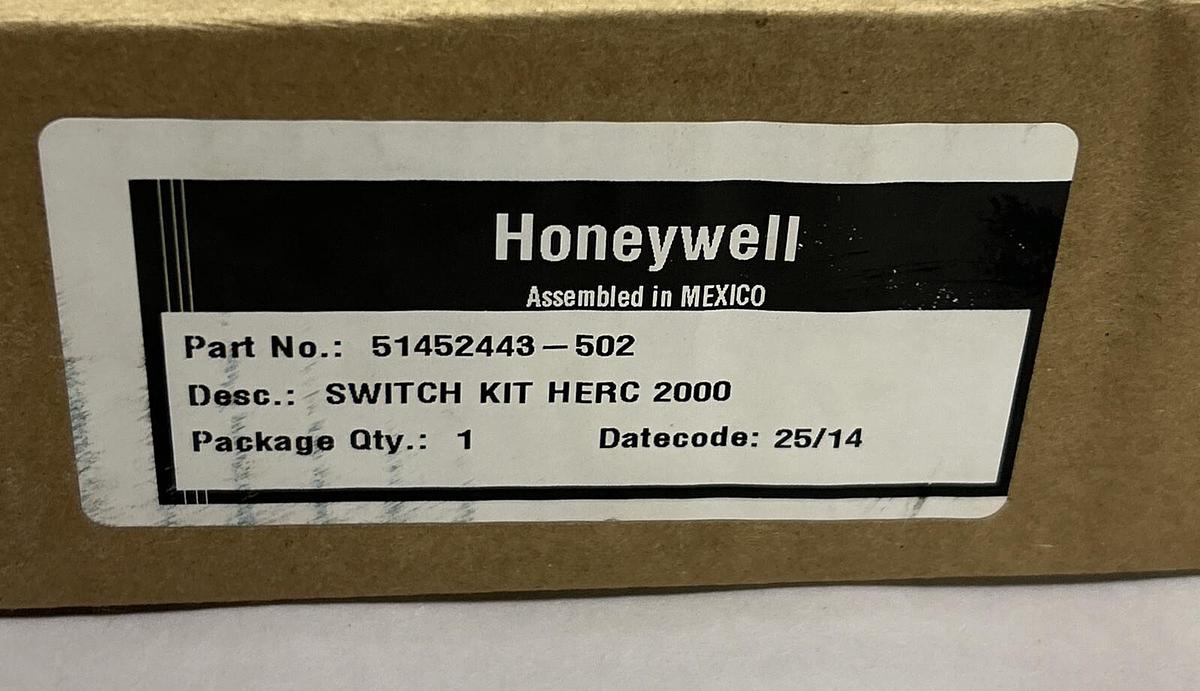 Honeywell
Assembled in MEXICO
Part No.: 51452443-502
Desc.: SWITCH KIT HERC 2000
Package Qty.: 1 Datecode: 25/14